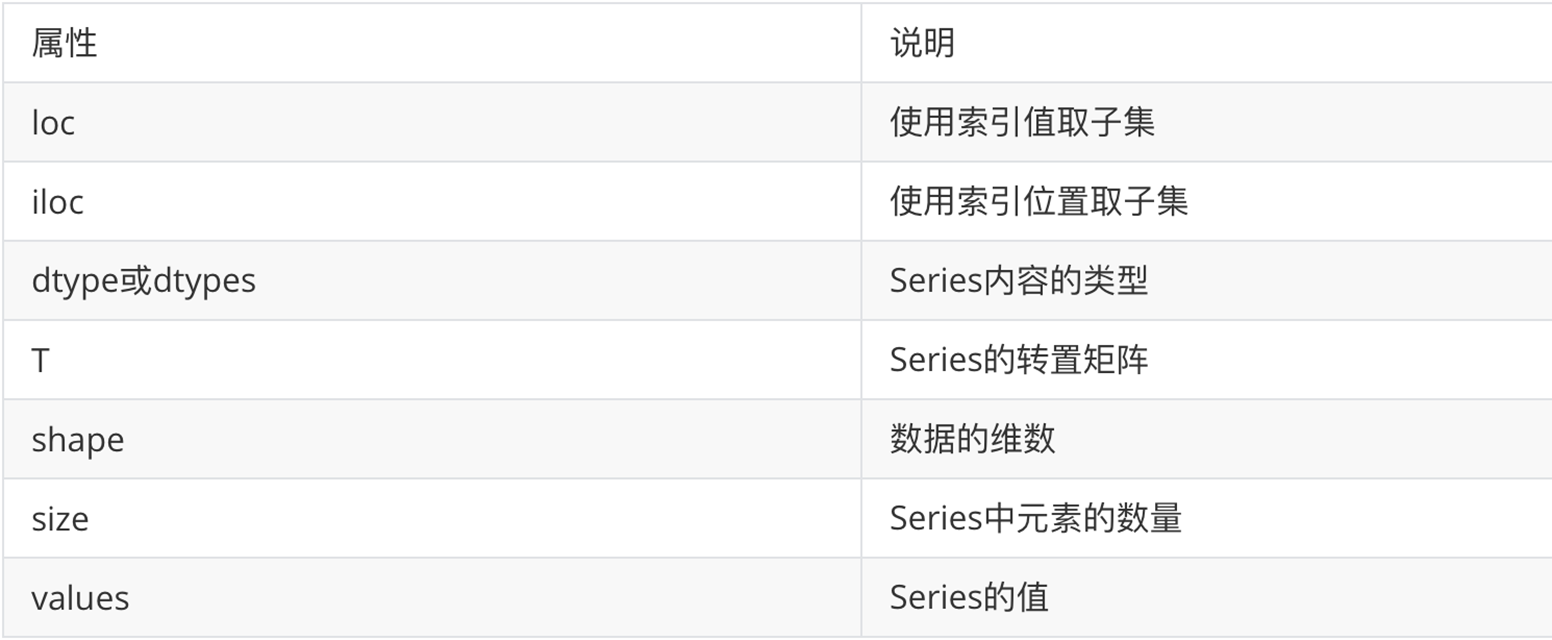 属性 说明
loc 使用索引值取子集
iloc 使用索引位置取子集
dtype或dtypes Series内容的类型
T Series的转置矩阵
shape 数据的维数
size Series中元素的数量
values Series的值